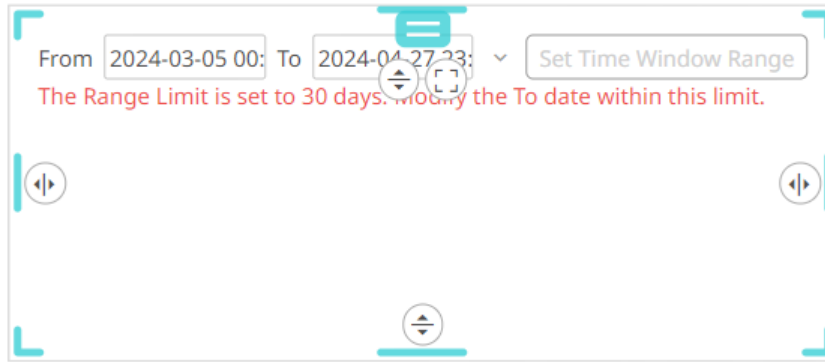 From 2024-03-05 00: To 2024-04-27 23: Set Time Window Range
The Range Limit is set to 30 days. Modify the To date within this limit.